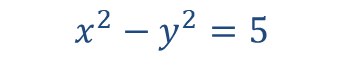 x² − y² = 5